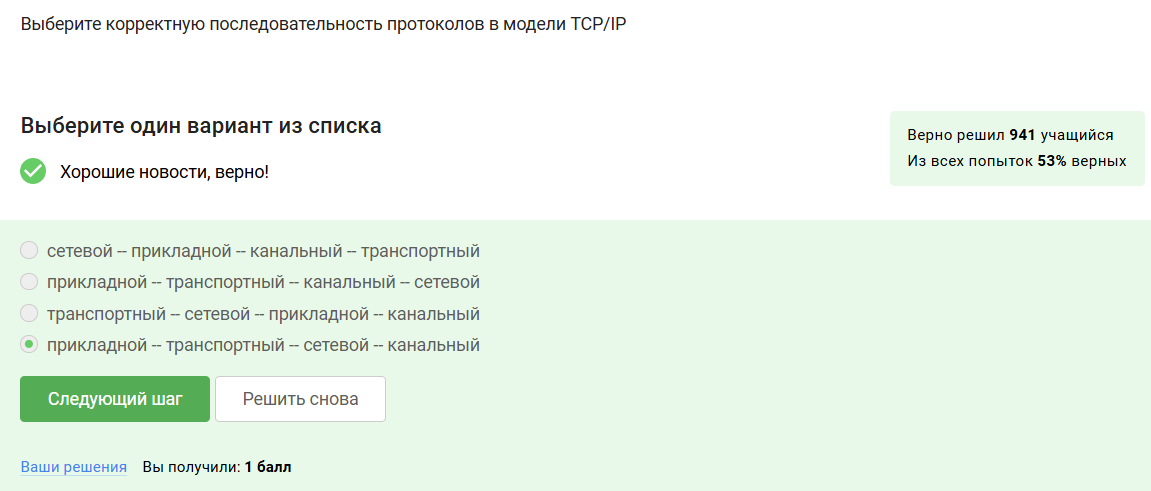 Выберите корректную последовательность протоколов в модели TCP/IP
Выберите один вариант из списка
Верно решил 941 учащийся
Из всех попыток 53% верных
Хорошие новости, верно!
сетевой -- прикладной -- канальный -- транспортный
прикладной -- транспортный -- канальный -- сетевой
транспортный -- сетевой -- прикладной -- канальный
прикладной -- транспортный -- сетевой -- канальный
Следующий шаг
Решить снова
Ваши решения Вы получили: 1 балл